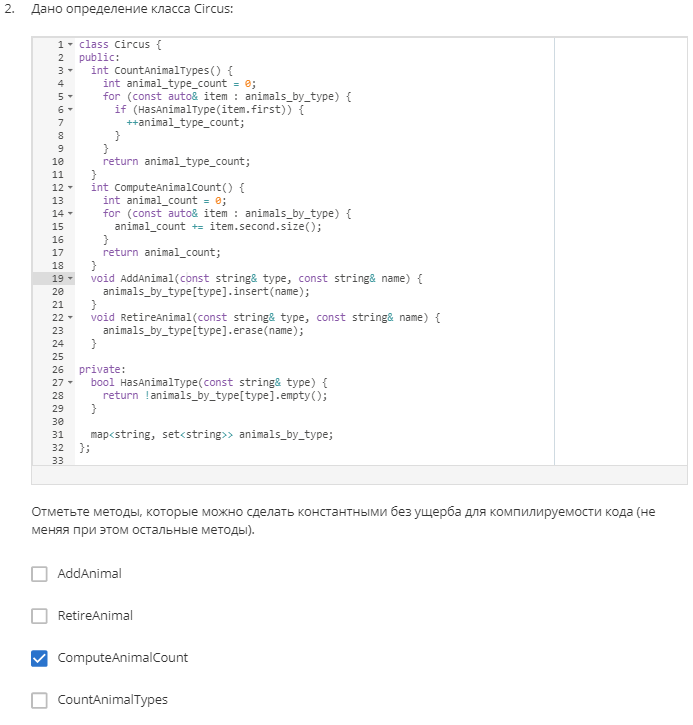 2. Дано определение класса Circus:
1 class Circus {
2 public:
3 int CountAnimalTypes() {
4 int animal_type_count = 0;
5 for (const auto& item : animals_by_type) {
6 if (HasAnimalType(item.first)) {
7 ++animal_type_count;
8 }
9 }
10 return animal_type_count;
11 }
12 int ComputeAnimalCount() {
13 int animal_count = 0;
14 for (const auto& item : animals_by_type) {
15 animal_count += item.second.size();
16 }
17 return animal_count;
18 }
19 void AddAnimal(const string& type, const string& name) {
20 animals_by_type[type].insert(name);
21 }
22 void RetireAnimal(const string& type, const string& name) {
23 animals_by_type[type].erase(name);
24 }
25
26 private:
27 bool HasAnimalType(const string& type) {
28 return !animals_by_type[type].empty();
29 }
30
31 map<string, set<string>> animals_by_type;
32 };
33
Отметьте методы, которые можно сделать константными без ущерба для компилируемости кода (не
меняя при этом остальные методы).
AddAnimal
RetireAnimal
ComputeAnimalCount
CountAnimalTypes